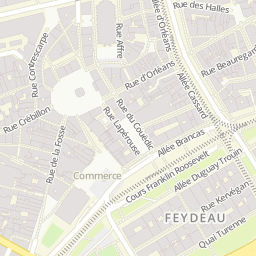 Rue des Halles
Allée d'Orléans
Rue Affre
Rue Contrescarpe
Rue Beaurega
Rue d'Orléans
Allée Cassard
Rue Crébillon
Rue du Couëdic
Rue Lapérouse
Rue de la Fosse
Allée Brancas
Commerce
Cours Franklin Roosevelt
Allée Duguay Trouin
Rue Kervéga
FEYDEAU
Quai Turenne